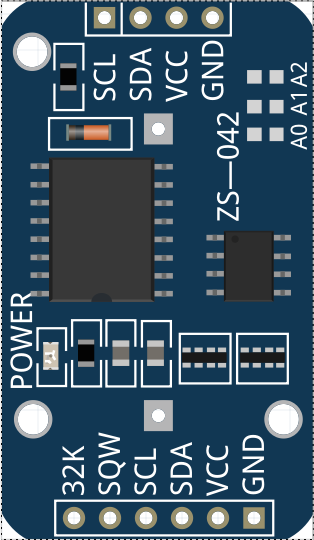 SCL
SDA
VCC
GND
A0 A1 A2
ZS—042
POWER
32K
SQW
SCL
SDA
VCC
GND